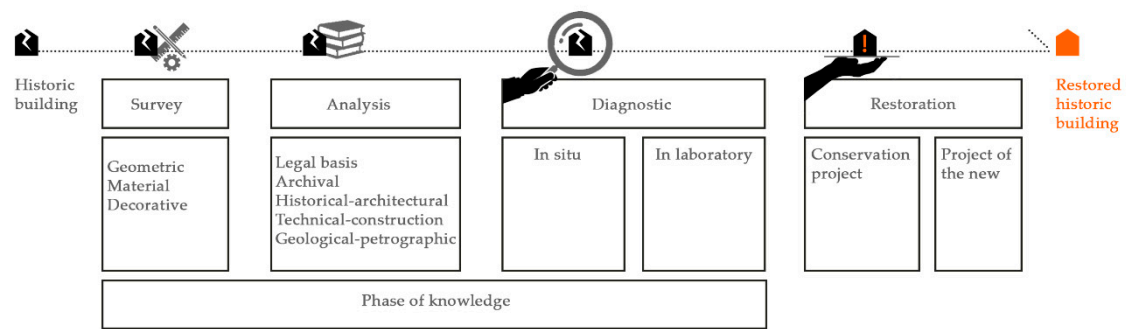 Historic
building
Survey
Analysis
Diagnostic
Restoration
Restored
historic
building
Geometric
Material
Decorative
Legal basis
Archival
Historical-architectural
Technical-construction
Geological-petrographic
In situ
In laboratory
Conservation
project
Project of
the new
Phase of knowledge